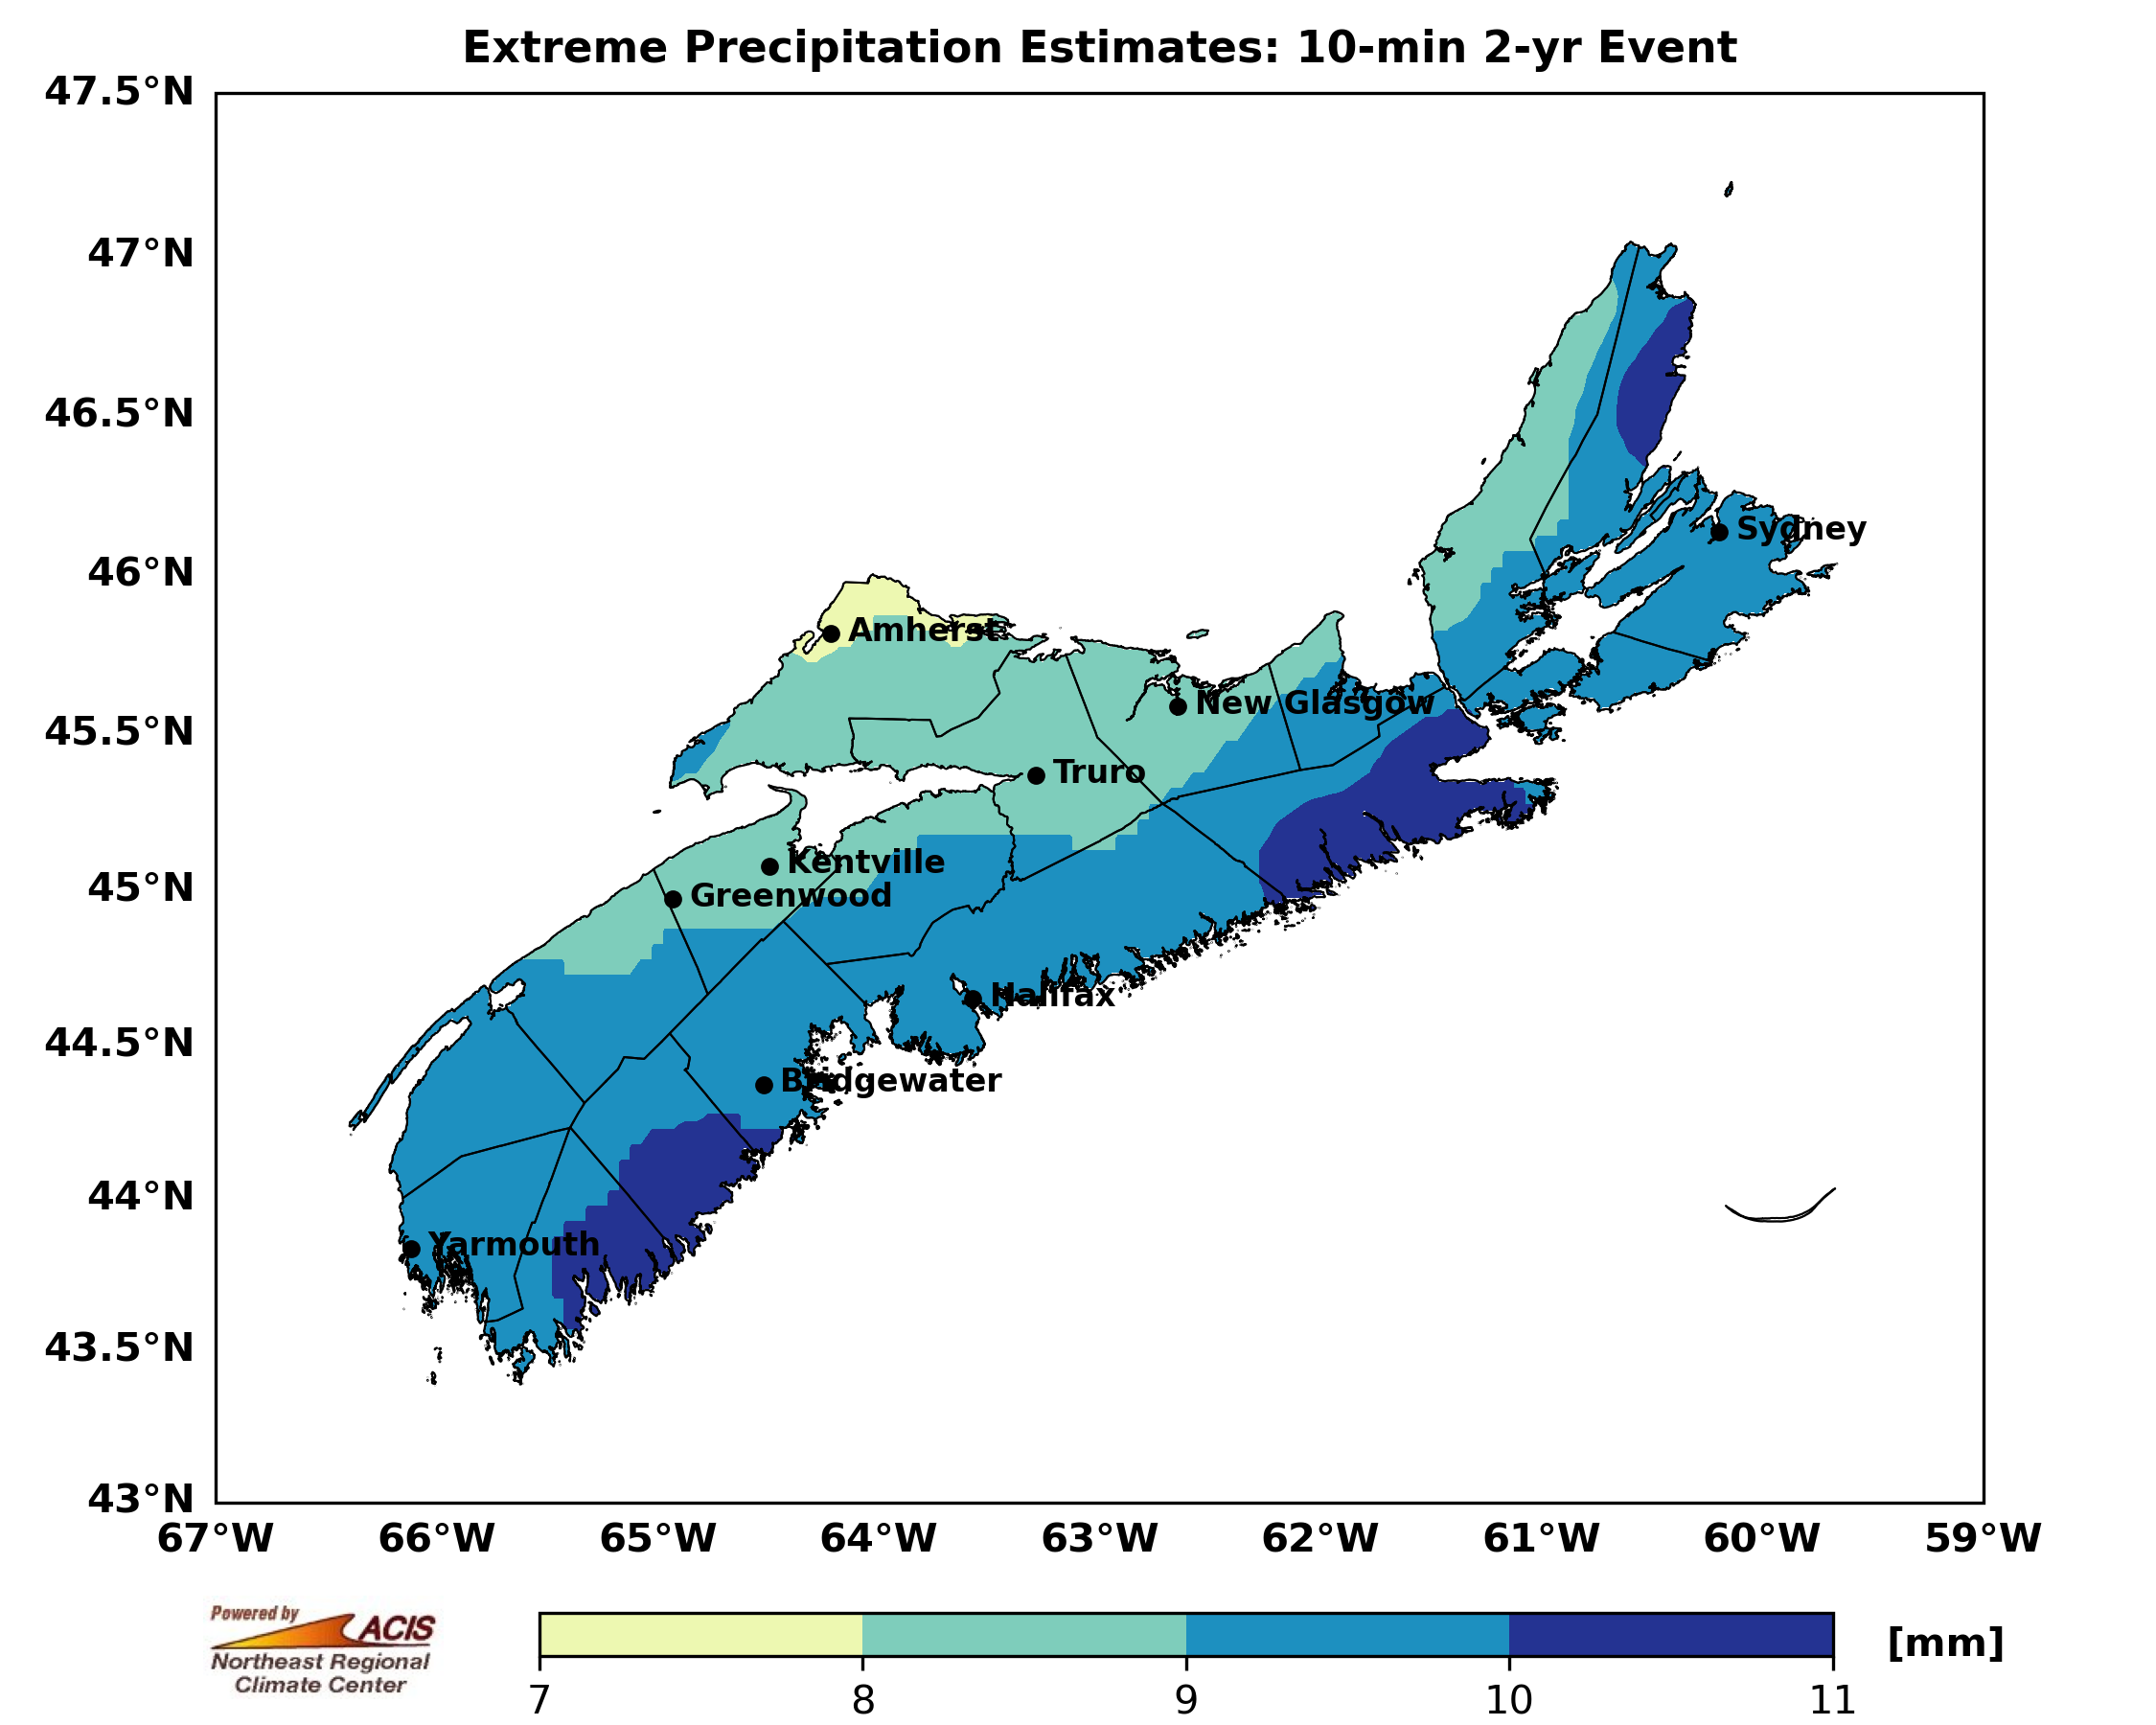 Extreme Precipitation Estimates: 10-min 2-yr Event
47.5°N
47°N
46.5°N
46°N
45.5°N
45°N
44.5°N
44°N
43.5°N
43°N
Sydney
Amherst
New Glasgow
Truro
Kentville
Greenwood
Halifax
Bridgewater
Yarmouth
67°W 66°W 65°W 64°W 63°W 62°W 61°W 60°W 59°W
Powered by ACIS
Northeast Regional
Climate Center
[mm]
7 8 9 10 11